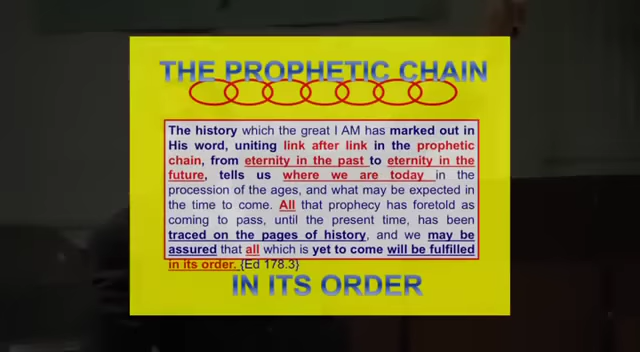 THE PROPHETIC CHAIN
The history which the great I AM has marked out in
His word, uniting link after link in the prophetic
chain, from eternity in the past to eternity in the
future, tells us where we are today in the
procession of the ages, and what may be expected in
the time to come. All that prophecy has foretold as
coming to pass, until the present time, has been
traced on the pages of history, and we may be
assured that all which is yet to come will be fulfilled
in its order. {Ed 178.3}
IN ITS ORDER